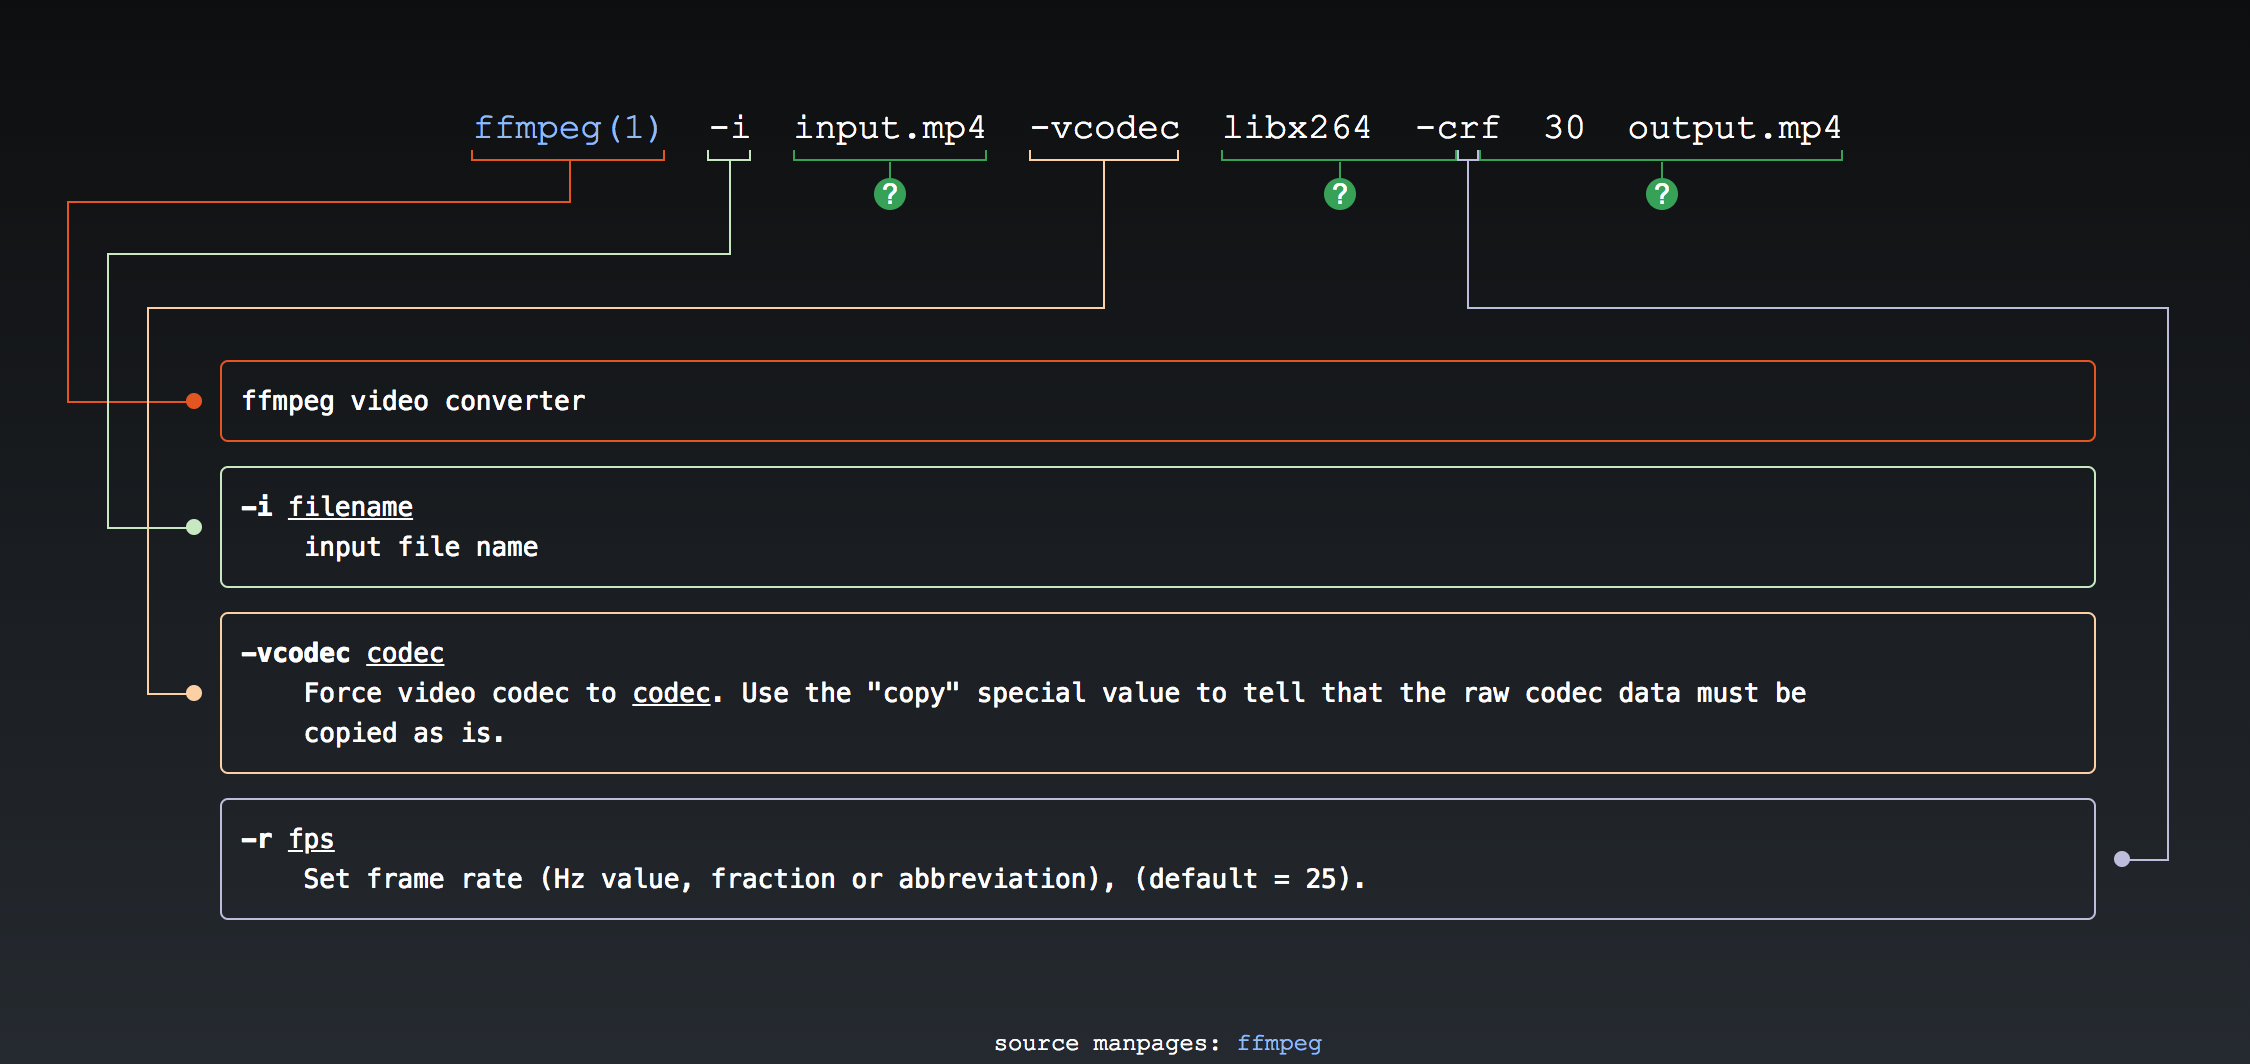 ffmpeg(1) -i input.mp4 -vcodec libx264 -crf 30 output.mp4
? ? ?
ffmpeg video converter
-i filename
input file name
-vcodec codec
Force video codec to codec. Use the "copy" special value to tell that the raw codec data must be
copied as is.
-r fps
Set frame rate (Hz value, fraction or abbreviation), (default = 25).
source manpages: ffmpeg